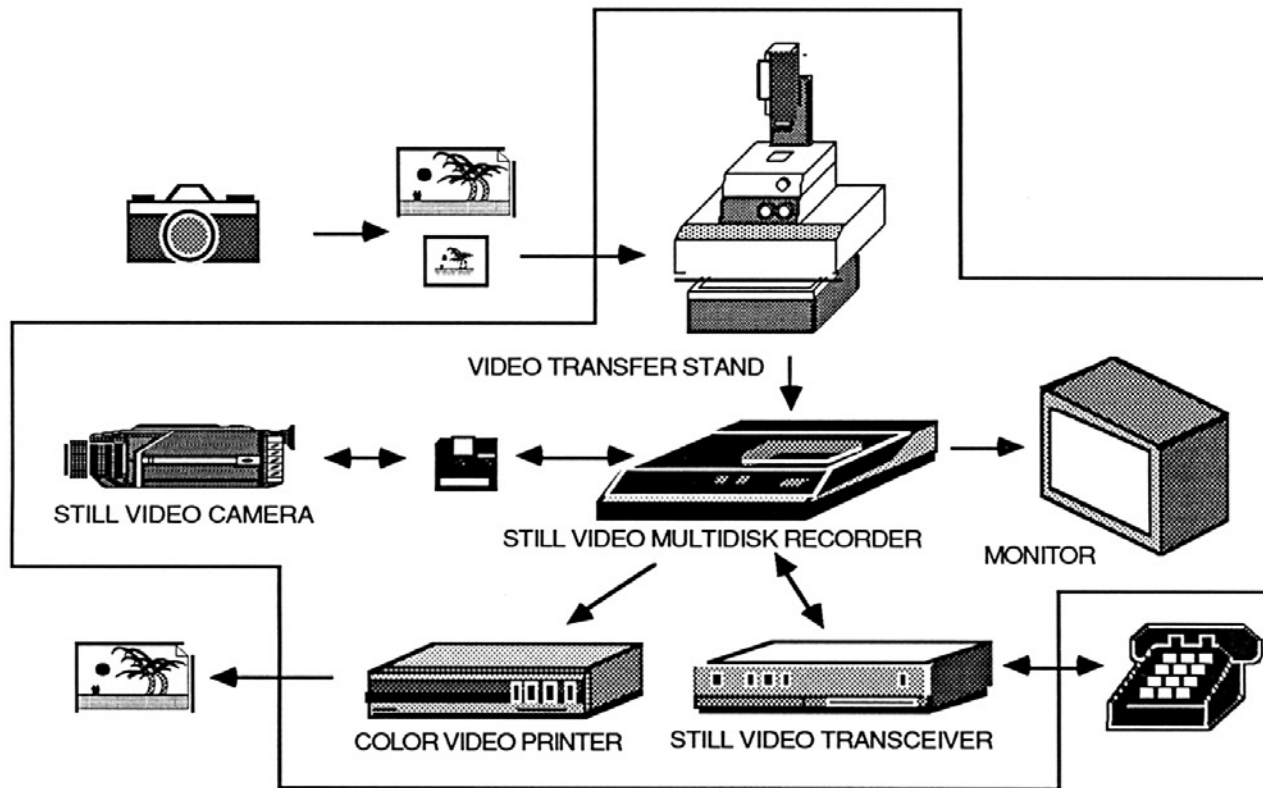 VIDEO TRANSFER STAND
STILL VIDEO CAMERA
STILL VIDEO MULTIDISK RECORDER
MONITOR
COLOR VIDEO PRINTER
STILL VIDEO TRANSCEIVER